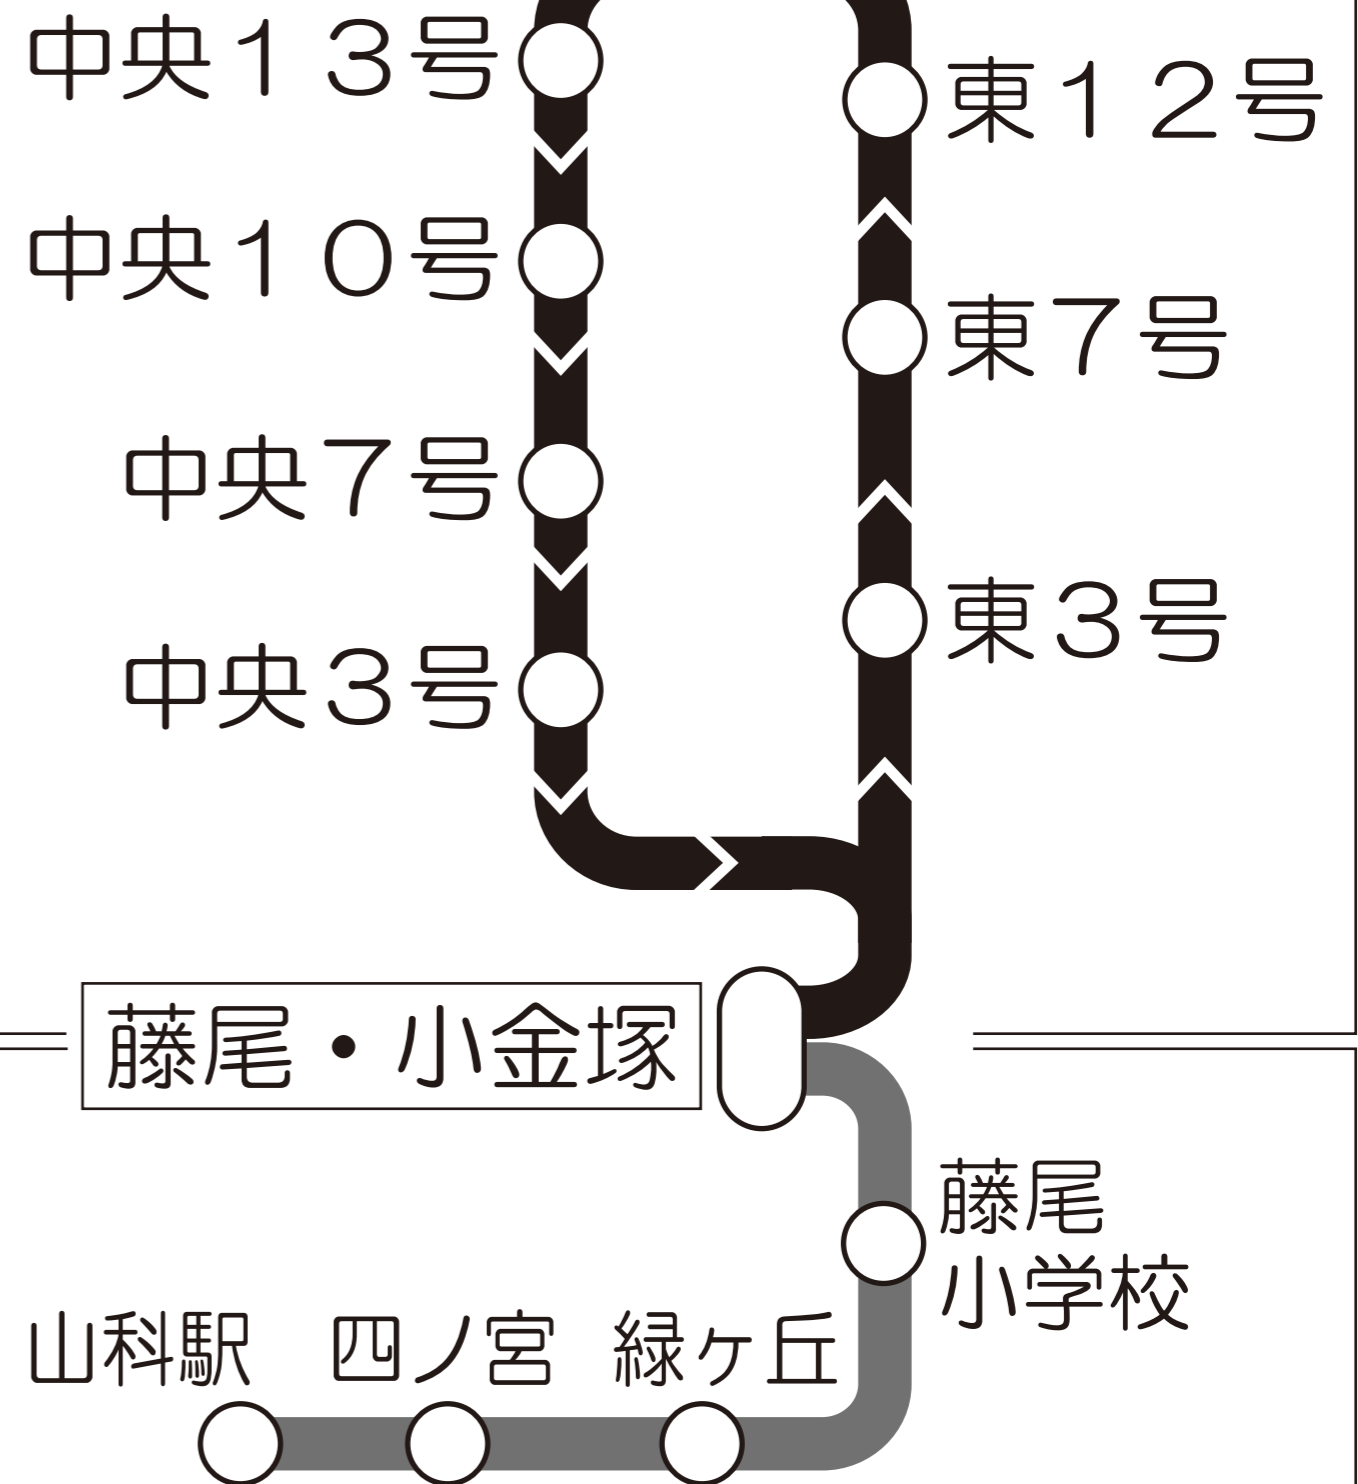 中央１３号
東１２号
中央１０号
東７号
中央７号
東３号
中央３号
藤尾・小金塚
藤尾
小学校
山科駅
四ノ宮
緑ヶ丘